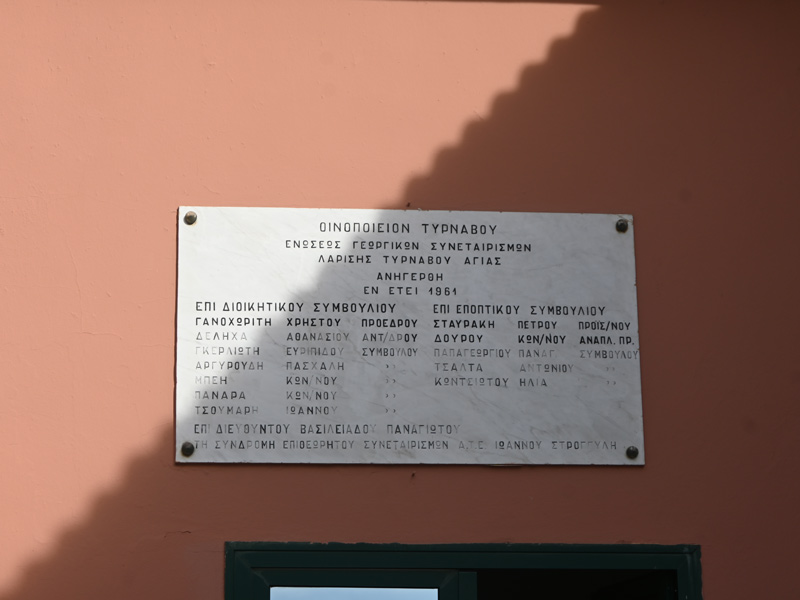 ΟΙΝΟΠΟΙΕΙΟΝ ΤΥΡΝΑΒΟΥ
ΕΝΩΣΕΩΣ ΓΕΩΡΓΙΚΩΝ ΣΥΝΕΤΑΙΡΙΣΜΩΝ
ΛΑΡΙΣΗΣ ΤΥΡΝΑΒΟΥ ΑΓΙΑΣ
ΑΝΗΓΕΡΘΗ
ΕΝ ΕΤΕΙ 1961
ΕΠΙ ΔΙΟΙΚΗΤΙΚΟΥ ΣΥΜΒΟΥΛΙΟΥ
ΓΑΝΟΧΩΡΙΤΗ ΧΡΗΣΤΟΥ ΠΡΟΕΔΡΟΥ
ΔΕΛΗΧΑ ΑΘΑΝΑΣΙΟΥ ΑΝΤ/ΔΡΟΥ
ΓΚΕΡΛΙΩΤΗ ΕΥΡΙΠΙΔΟΥ ΣΥΜΒΟΥΛΟΥ
ΑΡΓΥΡΟΥΔΗ ΠΑΣΧΑΛΗ ,,
ΜΠΕΗ ΚΩΝ/ΝΟΥ ,,
ΠΑΝΑΡΑ ΚΩΝ/ΝΟΥ ,,
ΤΣΟΥΜΑΡΗ ΙΩΑΝΝΟΥ ,,
ΕΠΙ ΕΠΟΠΤΙΚΟΥ ΣΥΜΒΟΥΛΙΟΥ
ΣΤΑΥΡΑΚΗ ΠΕΤΡΟΥ ΠΡΟΪΣ/ΝΟΥ
ΔΟΥΡΟΥ ΚΩΝ/ΝΟΥ ΑΝΑΠΛ. ΠΡ.
ΠΑΠΑΓΕΩΡΓΙΟΥ ΠΑΝΑΓ ΣΥΜΒΟΥΛΟΥ
ΤΣΑΛΤΑ ΑΝΤΩΝΙΟΥ ,,
ΚΩΝΤΕΙΩΤΟΥ ΗΛΙΑ ,,
ΕΠΙ ΔΙΕΥΘΥΝΤΟΥ ΒΑΣΙΛΕΙΑΔΟΥ ΠΑΝΑΓΙΩΤΟΥ
ΤΗ ΣΥΝΔΡΟΜΗ ΕΠΙΘΕΩΡΗΤΟΥ ΣΥΝΕΤΑΙΡΙΣΜΩΝ Α.Τ.Ε. ΙΩΑΝΝΟΥ ΣΤΡΟΓΓΥΛΗ